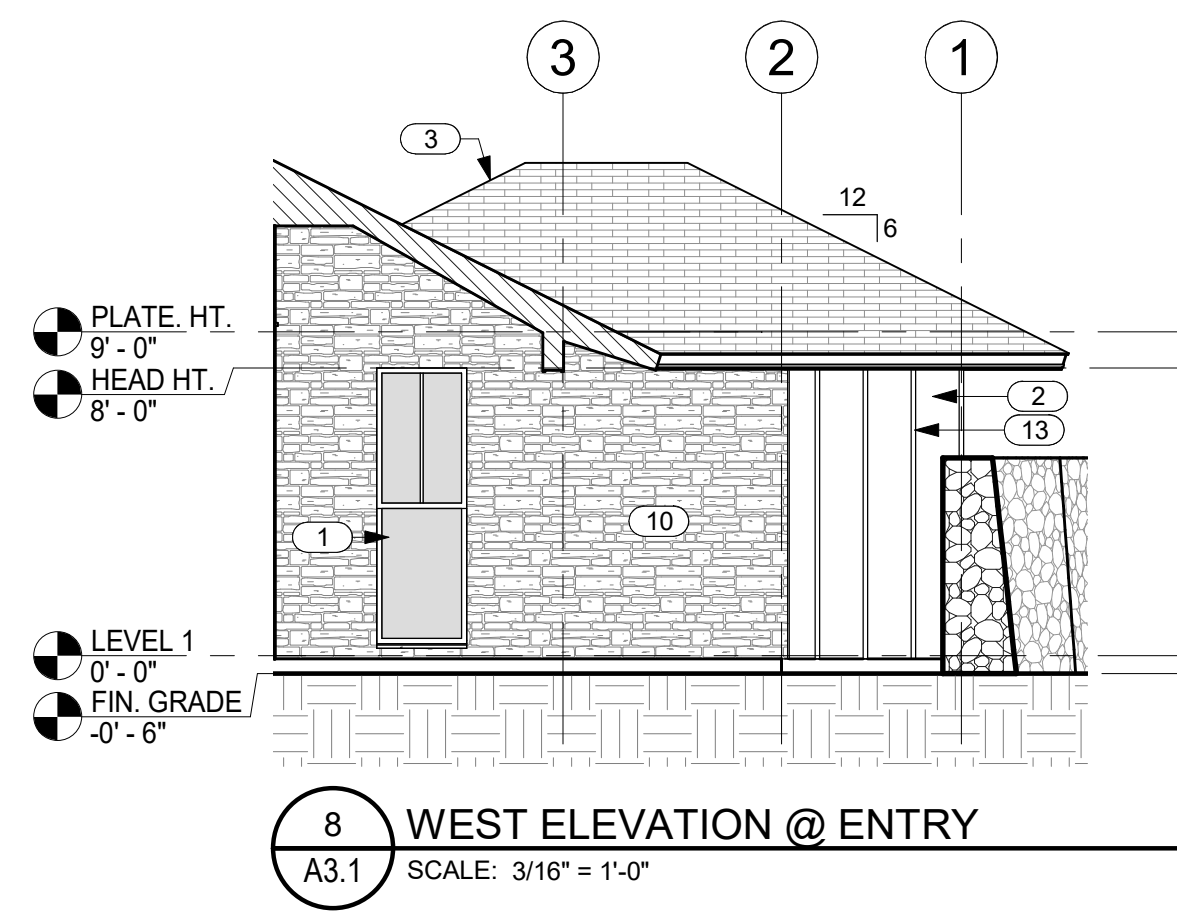 3
2
1
3
12
6
PLATE. HT.
9' - 0"
HEAD HT.
8' - 0"
2
13
10
1
LEVEL 1
0' - 0"
FIN. GRADE
-0' - 6"
8
WEST ELEVATION @ ENTRY
A3.1
SCALE: 3/16" = 1'-0"